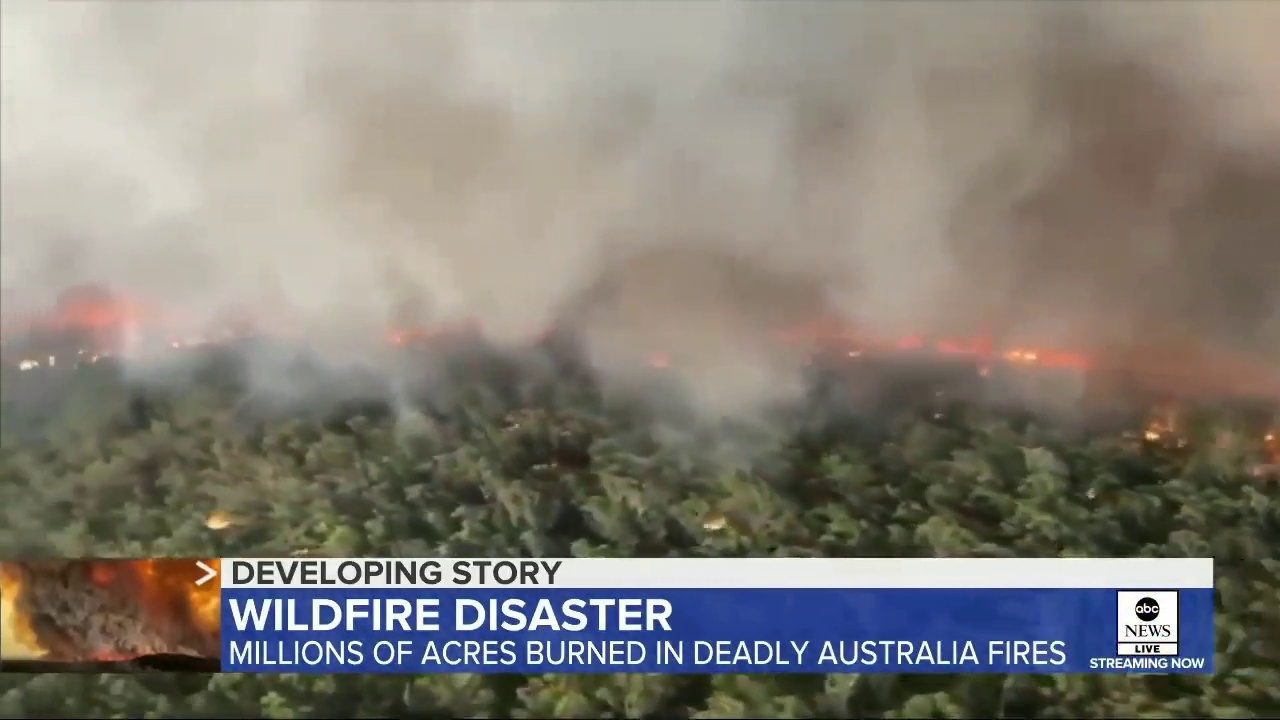 DEVELOPING STORY
WILDFIRE DISASTER
MILLIONS OF ACRES BURNED IN DEADLY AUSTRALIA FIRES
abc
NEWS
LIVE
STREAMING NOW